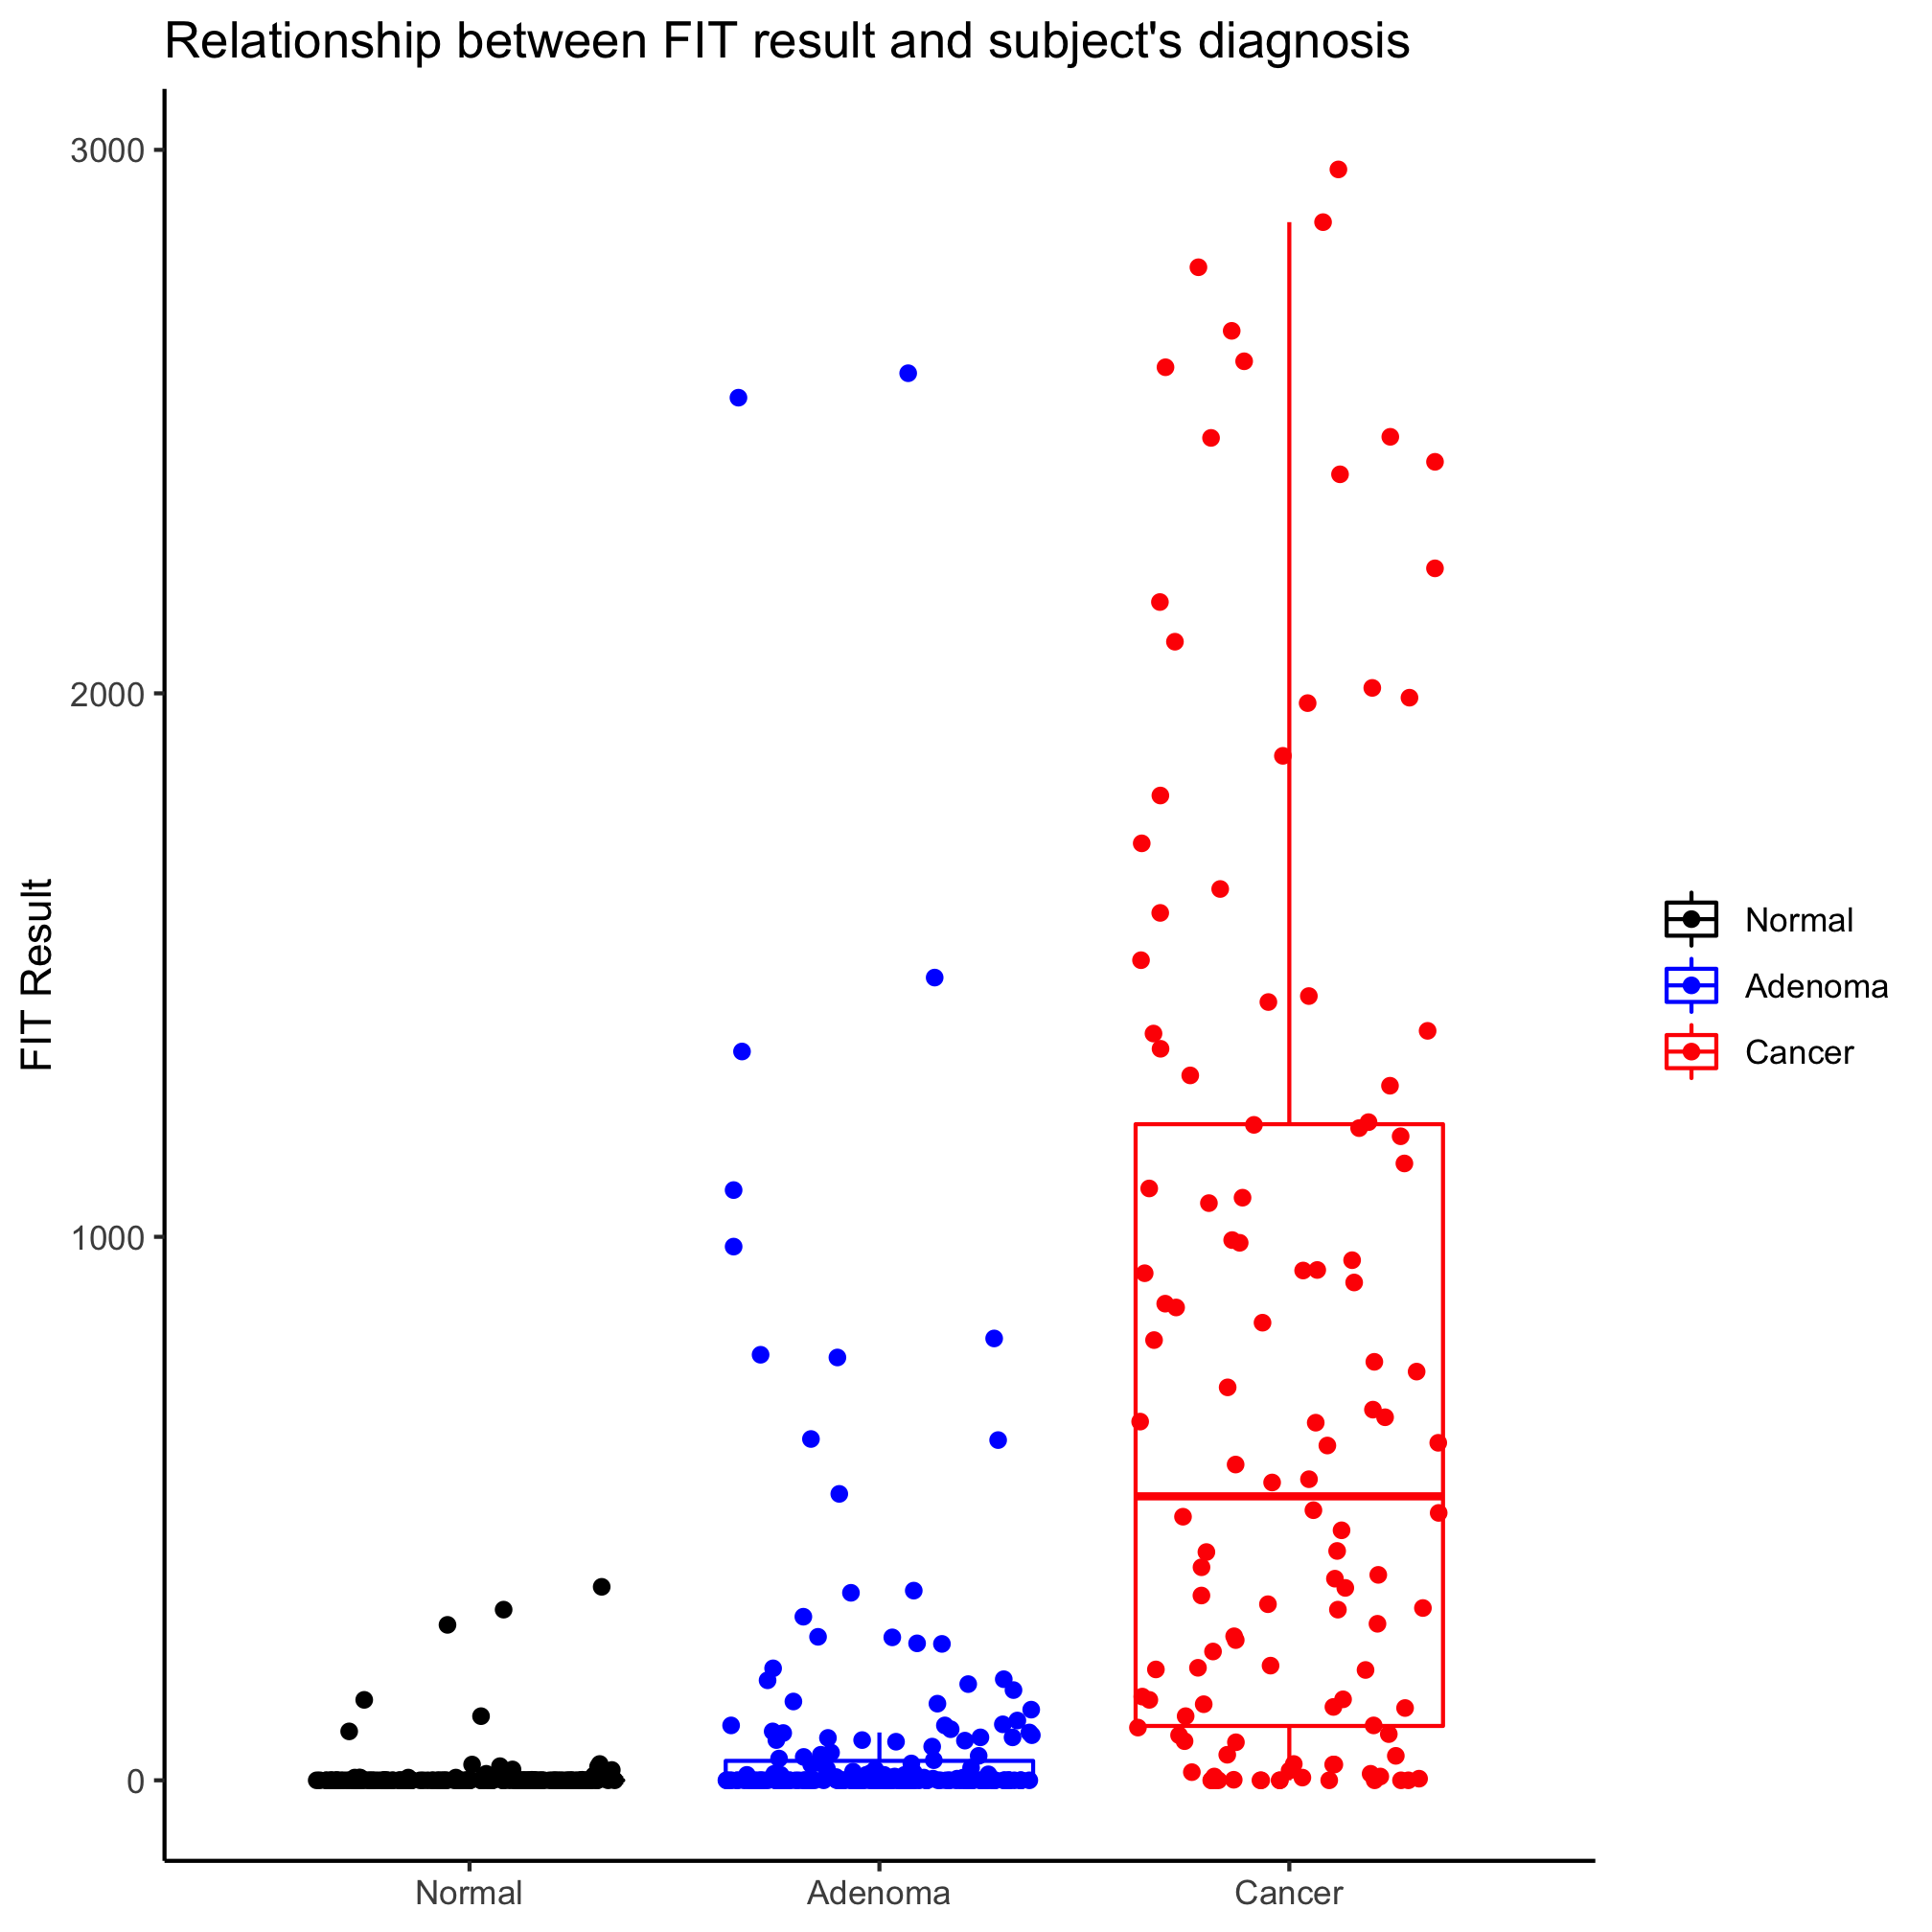 Relationship between FIT result and subject's diagnosis
3000
2000
1000
0
FIT Result
Normal
Adenoma
Cancer
Normal
Adenoma
Cancer